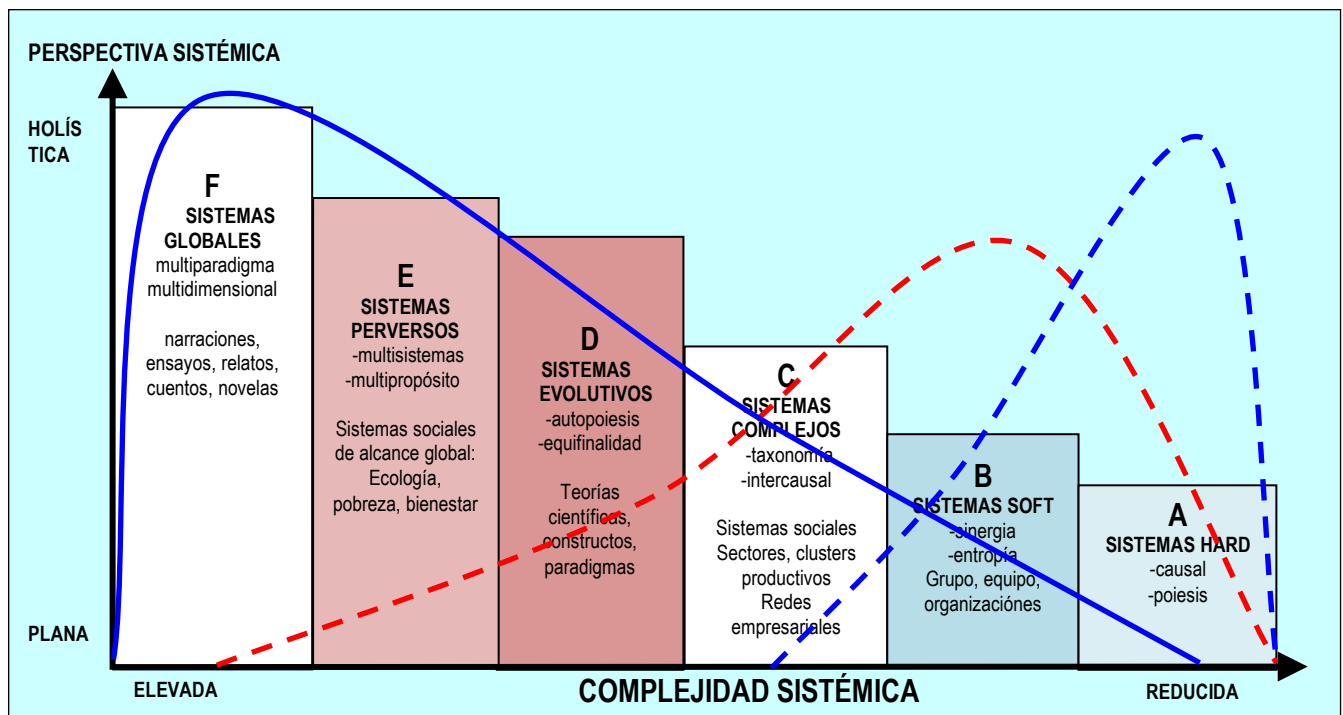 PERSPECTIVA SISTÉMICA
HOLÍS
TICA
F
SISTEMAS
GLOBALES
multiparadigma
multidimensional
narraciones,
ensayos, relatos,
cuentos, novelas
E
SISTEMAS
PERVERSOS
-multisistemas
-multipropósito
Sistemas sociales
de alcance global:
Ecología,
pobreza, bienestar
D
SISTEMAS
EVOLUTIVOS
-autopoiesis
-equifinalidad
Teorías
científicas,
constructos,
paradigmas
C
SISTEMAS
COMPLEJOS
-taxonomía
-intercausal
Sistemas sociales
Sectores, clusters
productivos
Redes
empresariales
B
SISTEMAS SOFT
-sinergia
-entropía
Grupo, equipo,
organizaciónes
A
SISTEMAS HARD
-causal
-poiesis
PLANA
ELEVADA
COMPLEJIDAD SISTÉMICA
REDUCIDA